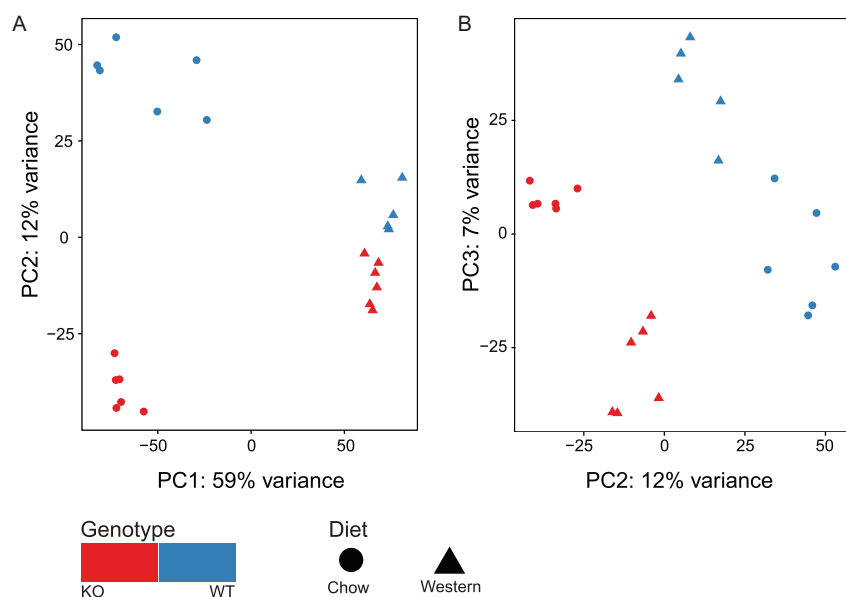 A
50
25
0
−25
PC2: 12% variance
−50
0
50
PC1: 59% variance
B
25
0
−25
PC3: 7% variance
−25
0
25
50
PC2: 12% variance
Genotype
KO
WT
Diet
Chow
Western